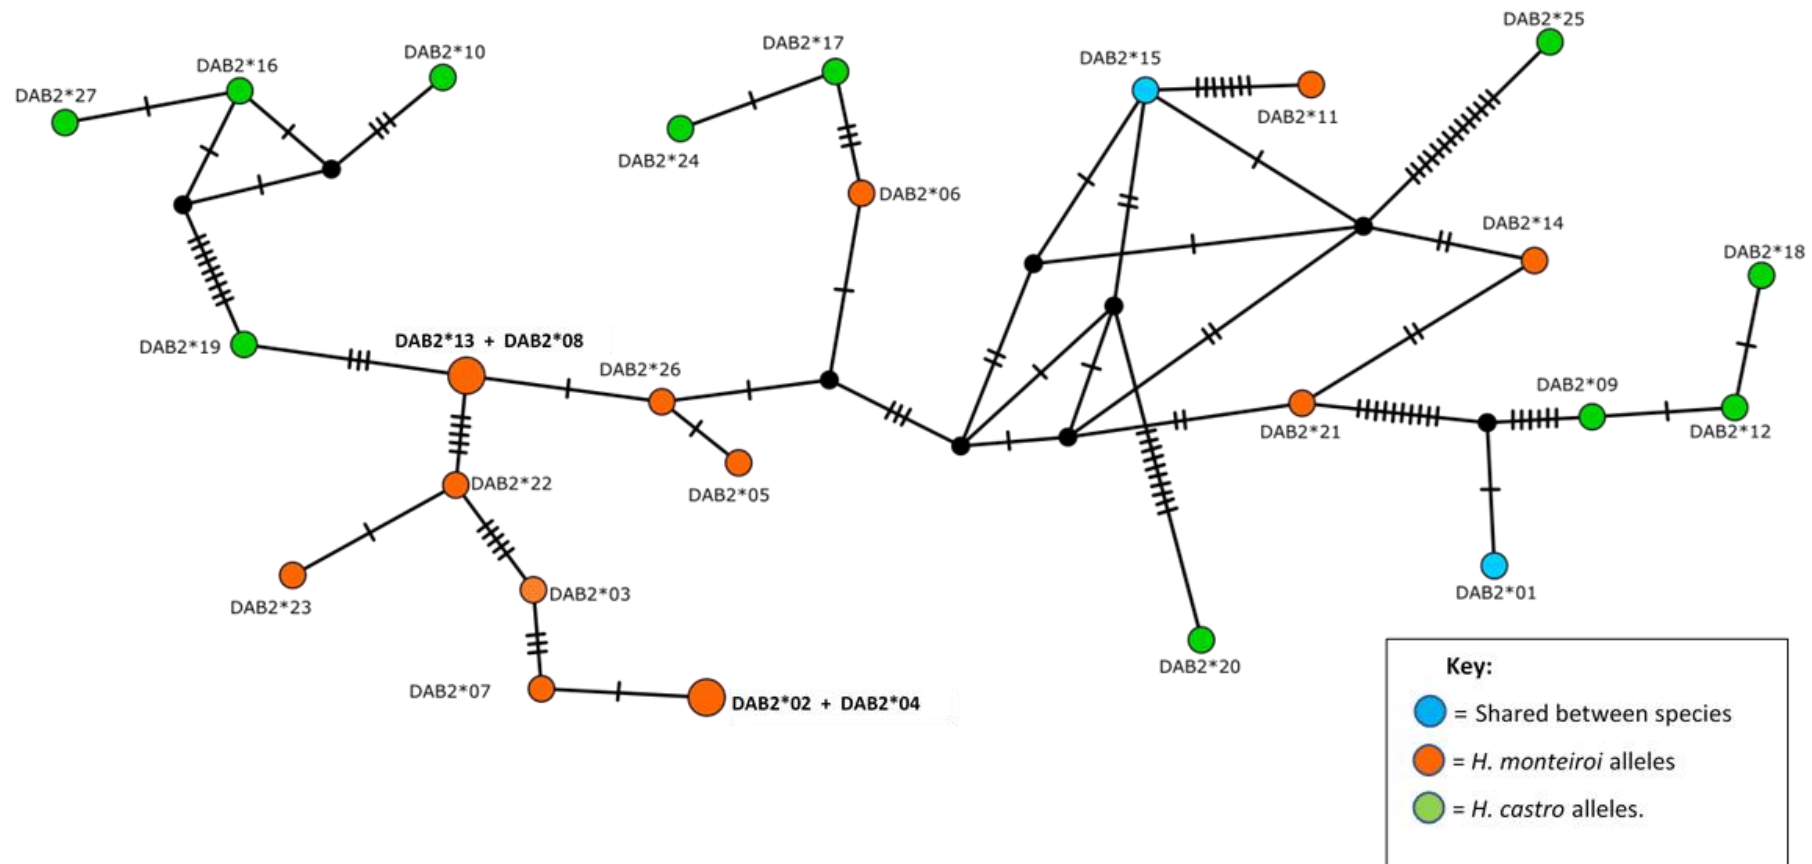 DAB2*25
DAB2*17
DAB2*10
DAB2*15
DAB2*16
DAB2*27
DAB2*11
DAB2*24
DAB2*06
DAB2*14
DAB2*18
DAB2*13 + DAB2*08
DAB2*19
DAB2*26
DAB2*09
DAB2*21
DAB2*12
DAB2*22
DAB2*05
DAB2*01
DAB2*03
DAB2*23
DAB2*20
DAB2*07
DAB2*02 + DAB2*04
Key:
= Shared between species
= H. monteiroi alleles
= H. castro alleles.